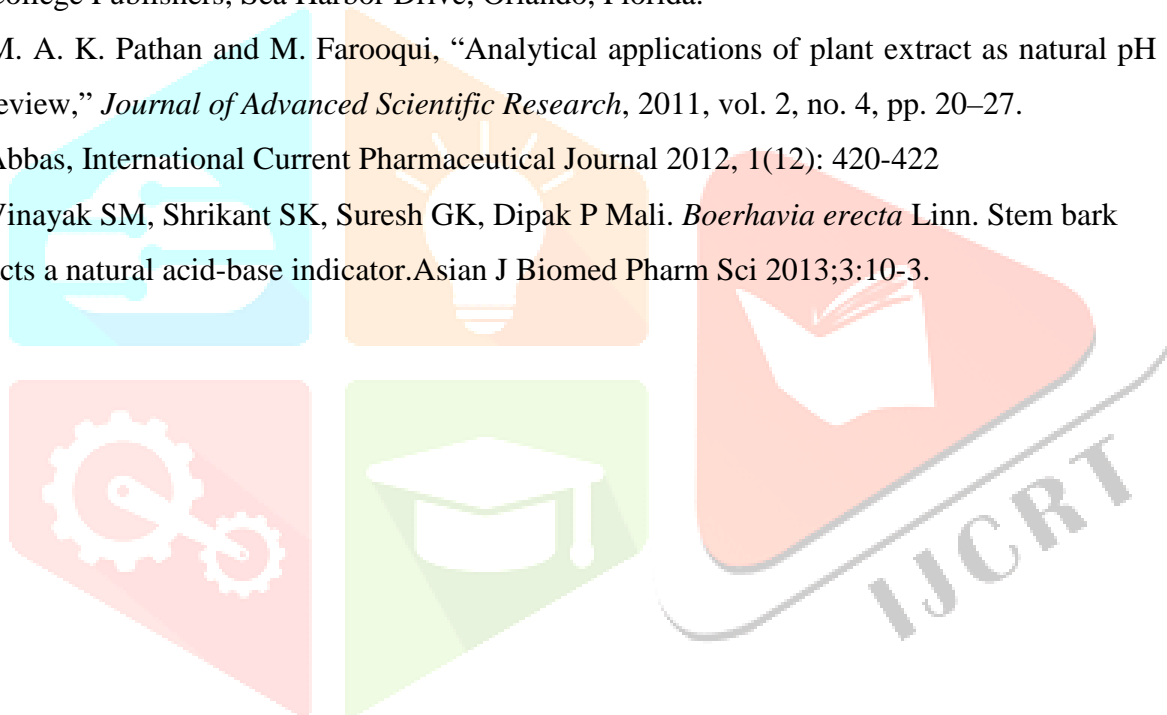 College Publishers, Sea Harbor Drive, Orlando, Florida.
M. A. K. Pathan and M. Farooqui, “Analytical applications of plant extract as natural pH
eview,” Journal of Advanced Scientific Research, 2011, vol. 2, no. 4, pp. 20–27.
Abbas, International Current Pharmaceutical Journal 2012, 1(12): 420-422
Vinayak SM, Shrikant SK, Suresh GK, Dipak P Mali. Boerhavia erecta Linn. Stem bark
cts a natural acid-base indicator.Asian J Biomed Pharm Sci 2013;3:10-3.
IJCRT